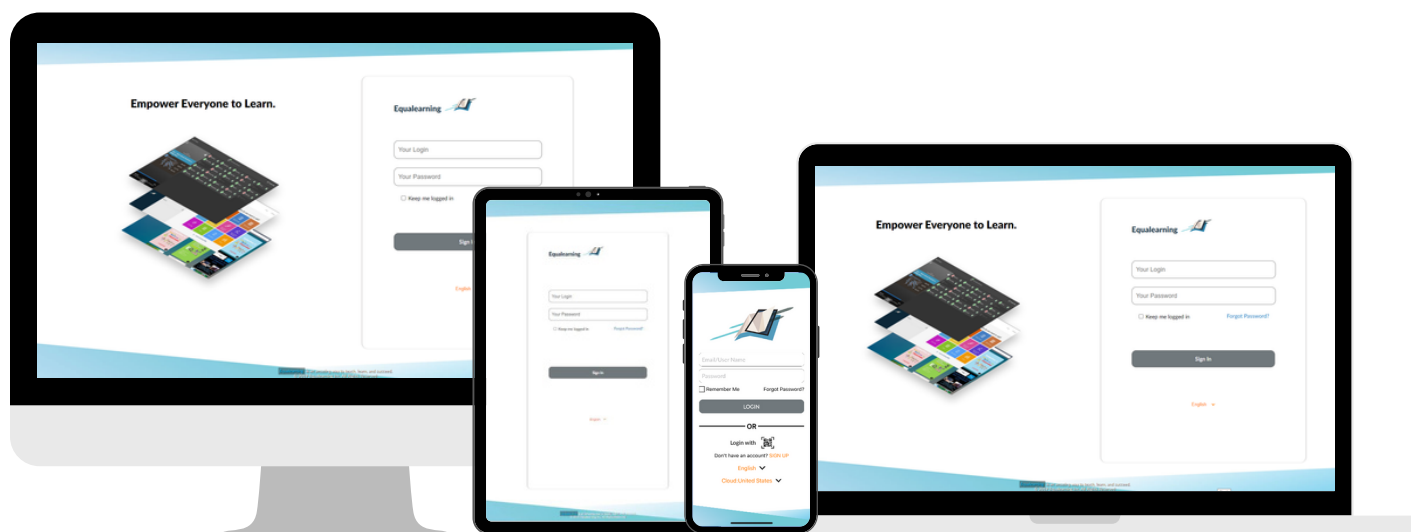 Empower Everyone to Learn.
Equalearning
Your Login
Your Password
Keep me logged in
Sign I
English
Equalearning
Your Login
Your Password
Keep me logged in
Forgot Password?
Sign In
English
Email/User Name
Password
Remember Me
Forgot Password?
LOGIN
OR
Login with
Don't have an account? SIGN UP
English
Cloud United States
Empower Everyone to Learn.
Equalearning
Your Login
Your Password
Keep me logged in
Forgot Password?
Sign In
English